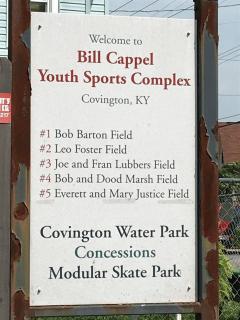 Welcome to
Bill Cappel
Youth Sports Complex
Covington, KY
#1 Bob Barton Field
#2 Leo Foster Field
#3 Joe and Fran Lubbers Field
#4 Bob and Dood Marsh Field
#5 Everett and Mary Justice Field
Covington Water Park
Concessions
Modular Skate Park